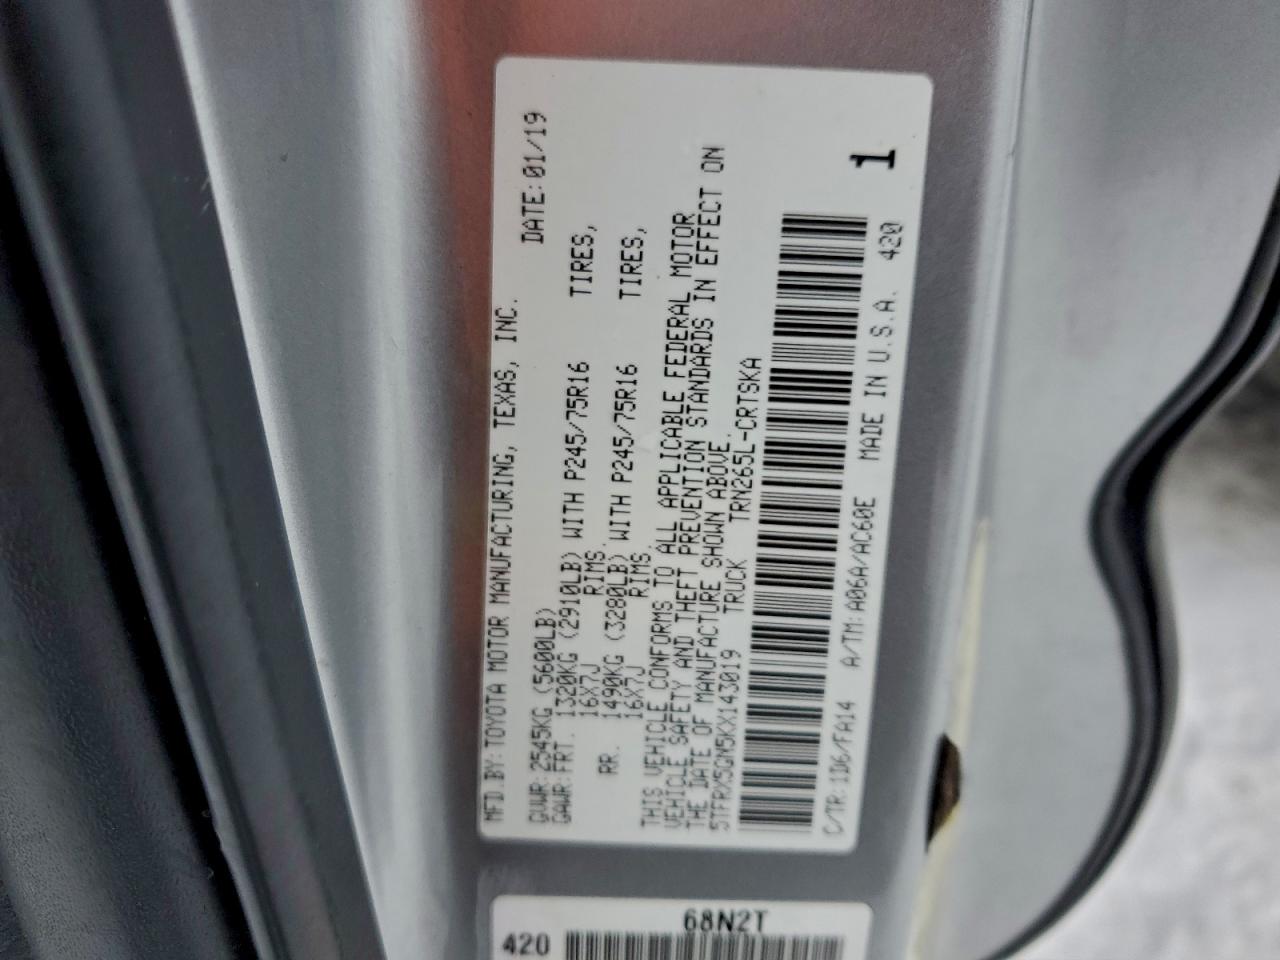 MFD.BY:TOYOTA MOTOR MANUFACTURING, TEXAS, INC.
DATE:01/19
GVWR:2545KG (5600LB)
GAWR:FRT. 1320KG (2910LB) WITH P245/75R16 TIRES,
16X7J RIMS.
RR. 1490KG (3280LB) WITH P245/75R16 TIRES,
16X7J RIMS
THIS VEHICLE CONFORMS TO ALL APPLICABLE FEDERAL MOTOR
VEHICLE SAFETY AND THEFT PREVENTION STANDARDS IN EFFECT ON
THE DATE OF MANUFACTURE SHOWN ABOVE.
5TFRX5GN5KX143019 TRUCK TRN265L-CRTSKA
1
C/TR:1D6/FA14 A/TM:A06A/AC60E MADE IN U.S.A. 420
68N2T
420